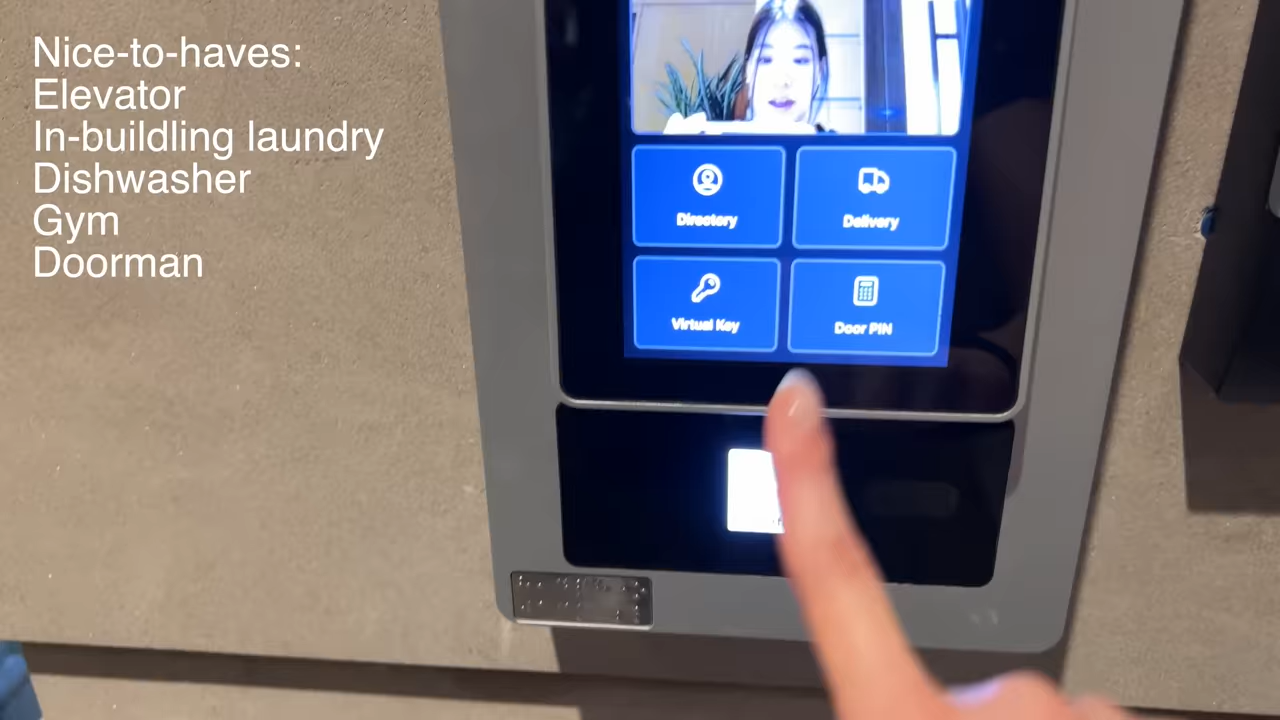 Nice-to-haves:
Elevator
In-buildling laundry
Dishwasher
Gym
Doorman
Directory
Delivery
Virtual Key
Door PIN